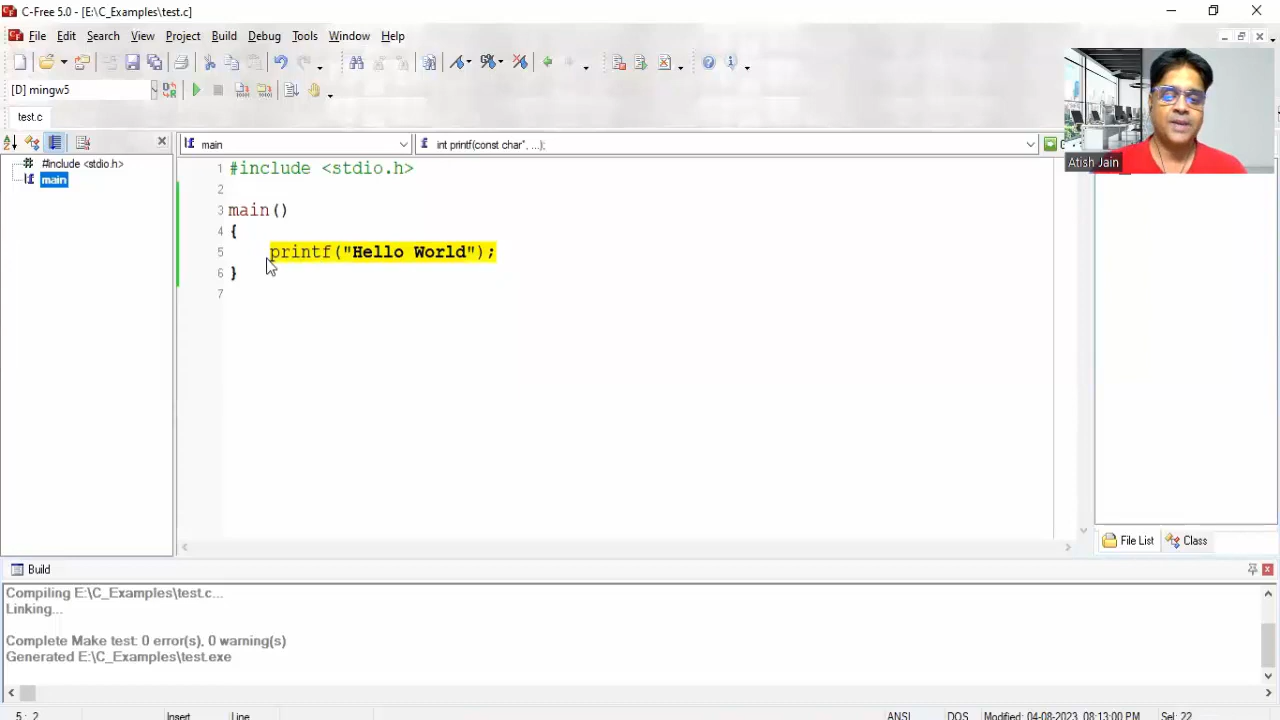 C-Free 5.0 - [E:\C_Examples\test.c]
File Edit Search View Project Build Debug Tools Window Help
[D] mingw5
test.c
main
int printf(const char*, ...);
#include <stdio.h>
main
1 #include <stdio.h>
2
3 main()
4 {
5 printf("Hello World");
6 }
7
Atish Jain
File List Class
Build
Compiling E:\C_Examples\test.c...
Linking...
Complete Make test: 0 error(s), 0 warning(s)
Generated E:\C_Examples\test.exe
5 : 2 Insert Line ANSI DOS Modified: 04-08-2023, 08:13:00 PM Sel: 22